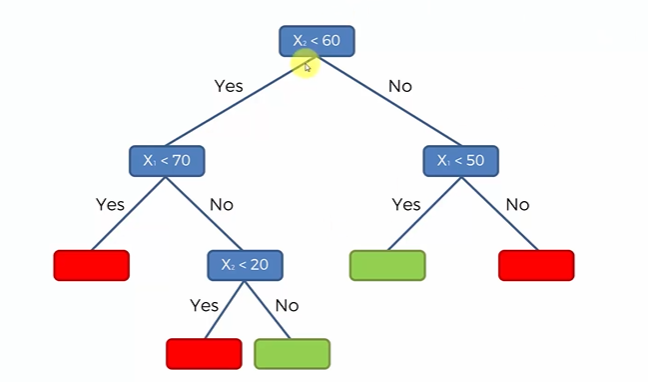 X₂ < 60
Yes
No
X₁ < 70
X₁ < 50
Yes
No
Yes
No
X₂ < 20
Yes
No